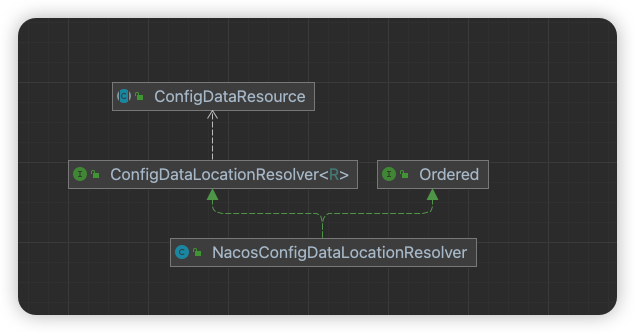 C ConfigDataResource
I ConfigDataLocationResolver<R>
I Ordered
C NacosConfigDataLocationResolver